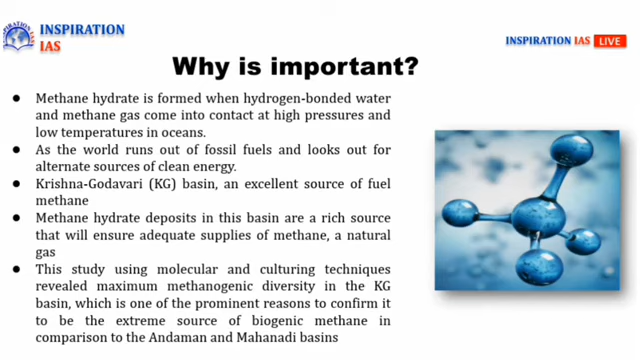 INSPIRATION
IAS
INSPIRATION IAS LIVE
Why is important?
● Methane hydrate is formed when hydrogen-bonded water
and methane gas come into contact at high pressures and
low temperatures in oceans.
● As the world runs out of fossil fuels and looks out for
alternate sources of clean energy.
● Krishna-Godavari (KG) basin, an excellent source of fuel
methane
● Methane hydrate deposits in this basin are a rich source
that will ensure adequate supplies of methane, a natural
gas
● This study using molecular and culturing techniques
revealed maximum methanogenic diversity in the KG
basin, which is one of the prominent reasons to confirm it
to be the extreme source of biogenic methane in
comparison to the Andaman and Mahanadi basins